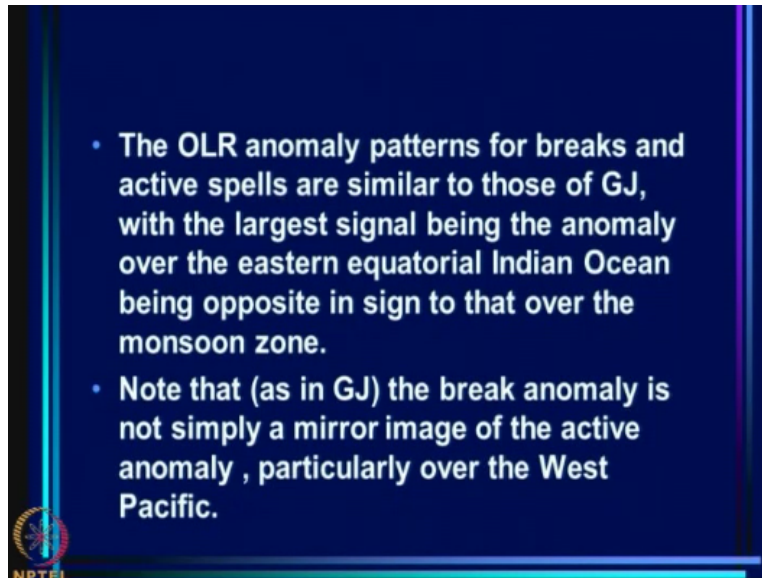 • The OLR anomaly patterns for breaks and
active spells are similar to those of GJ,
with the largest signal being the anomaly
over the eastern equatorial Indian Ocean
being opposite in sign to that over the
monsoon zone.
• Note that (as in GJ) the break anomaly is
not simply a mirror image of the active
anomaly , particularly over the West
Pacific.
NPTEL